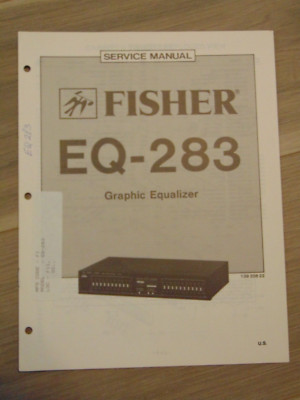 SERVICE MANUAL
FISHER®
EQ-283
Graphic Equalizer
U.S.